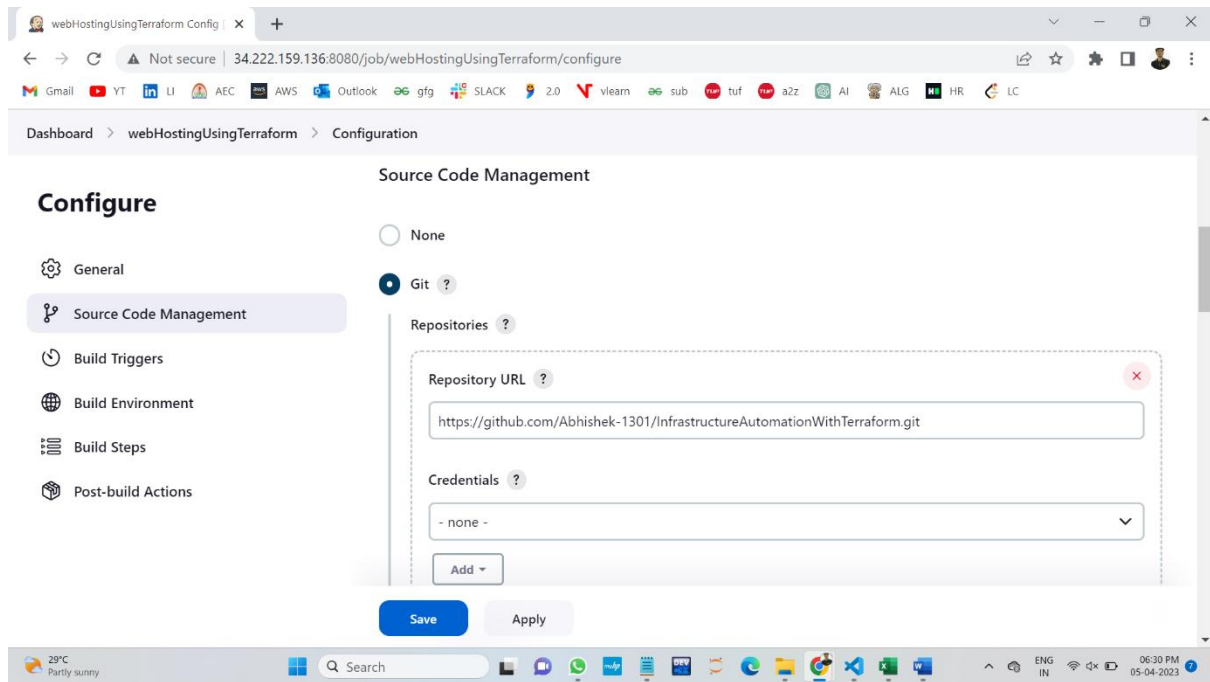 webHostingUsingTerraform Config [
Not secure | 34.222.159.136:8080/job/webHostingUsingTerraform/configure
Gmail YT LI AEC AWS Outlook gfg SLACK 2.0 vlearn sub tuf a2z AI ALG HR LC
Dashboard > webHostingUsingTerraform > Configuration
Configure
General
Source Code Management
Build Triggers
Build Environment
Build Steps
Post-build Actions
Source Code Management
None
Git ?
Repositories ?
Repository URL ?
https://github.com/Abhishek-1301/InfrastructureAutomationWithTerraform.git
Credentials ?
- none -
Add
Save Apply
29°C
Partly sunny
Search
ENG
IN
06:30 PM
05-04-2023